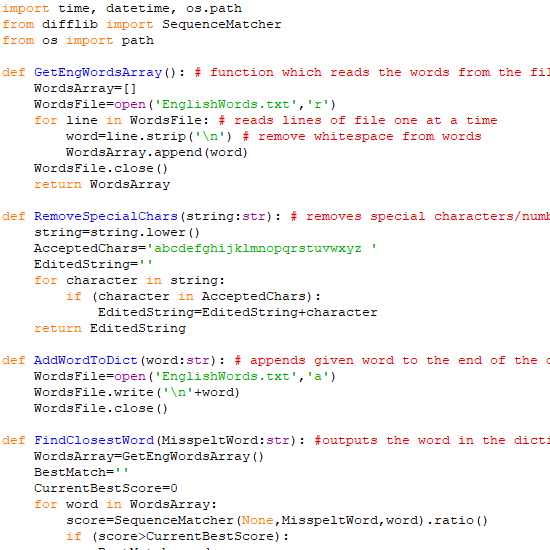 import time, datetime, os.path
from difflib import SequenceMatcher
from os import path

def GetEngWordsArray(): # function which reads the words from the
    WordsArray=[]
    WordsFile=open('EnglishWords.txt','r')
    for line in WordsFile: # reads lines of file one at a time
        word=line.strip('\n') # remove whitespace from words
        WordsArray.append(word)
    WordsFile.close()
    return WordsArray

def RemoveSpecialChars(string:str): # removes special
    string=string.lower()
    AcceptedChars='abcdefghijklmnopqrstuvwxyz '
    EditedString=''
    for character in string:
        if (character in AcceptedChars):
            EditedString=EditedString+character
    return EditedString

def AddWordToDict(word:str): # appends given word to the end of the
    WordsFile=open('EnglishWords.txt','a')
    WordsFile.write('\n'+word)
    WordsFile.close()

def FindClosestWord(MisspeltWord:str): #outputs the word in the
    WordsArray=GetEngWordsArray()
    BestMatch=''
    CurrentBestScore=0
    for word in WordsArray:
        score=SequenceMatcher(None,MisspeltWord,word).ratio()
        if (score>CurrentBestScore):